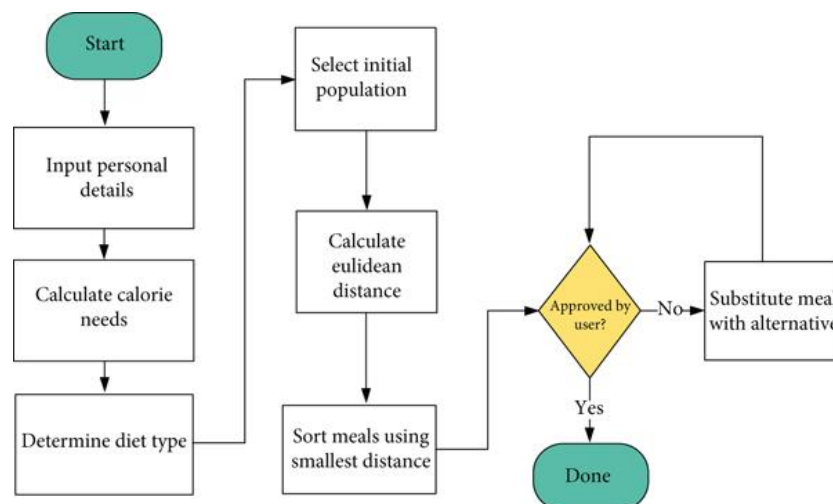 Start
Input personal
details
Calculate calorie
needs
Determine diet type
Select initial
population
Calculate
eulidean
distance
Sort meals using
smallest distance
Approved by
user?
No
Substitute meal
with alternative
Yes
Done